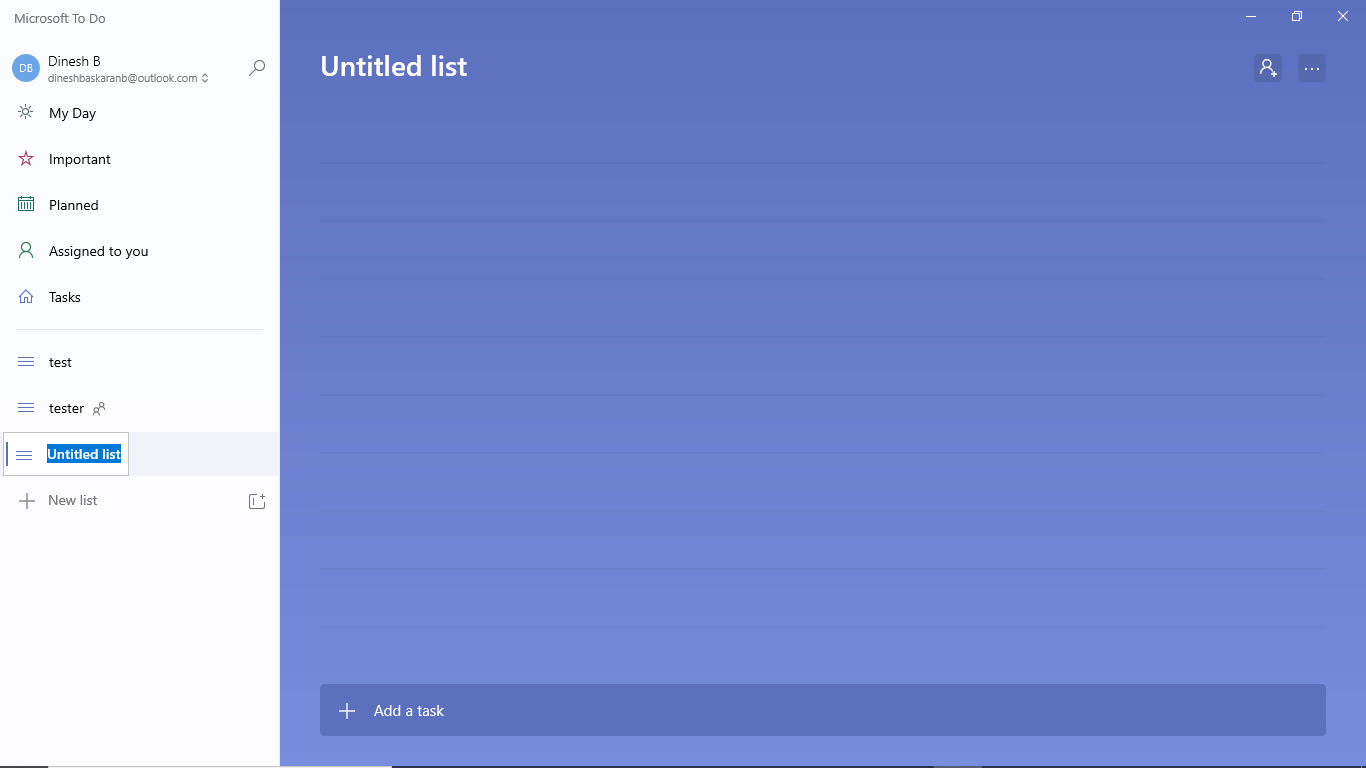 Microsoft To Do
DB
Dinesh B
dineshbaskaranb@outlook.com
My Day
Important
Planned
Assigned to you
Tasks
test
tester
Untitled list
New list
Untitled list
Add a task